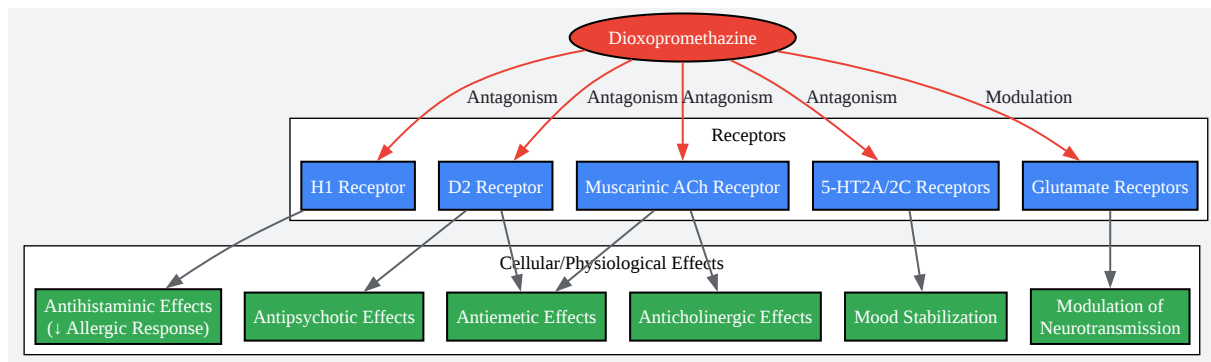 Dioxopromethazine
Antagonism
Antagonism
Antagonism
Antagonism
Modulation
Receptors
H1 Receptor
D2 Receptor
Muscarinic ACh Receptor
5-HT2A/2C Receptors
Glutamate Receptors
Cellular/Physiological Effects
Antihistaminic Effects
(↓ Allergic Response)
Antipsychotic Effects
Antiemetic Effects
Anticholinergic Effects
Mood Stabilization
Modulation of
Neurotransmission